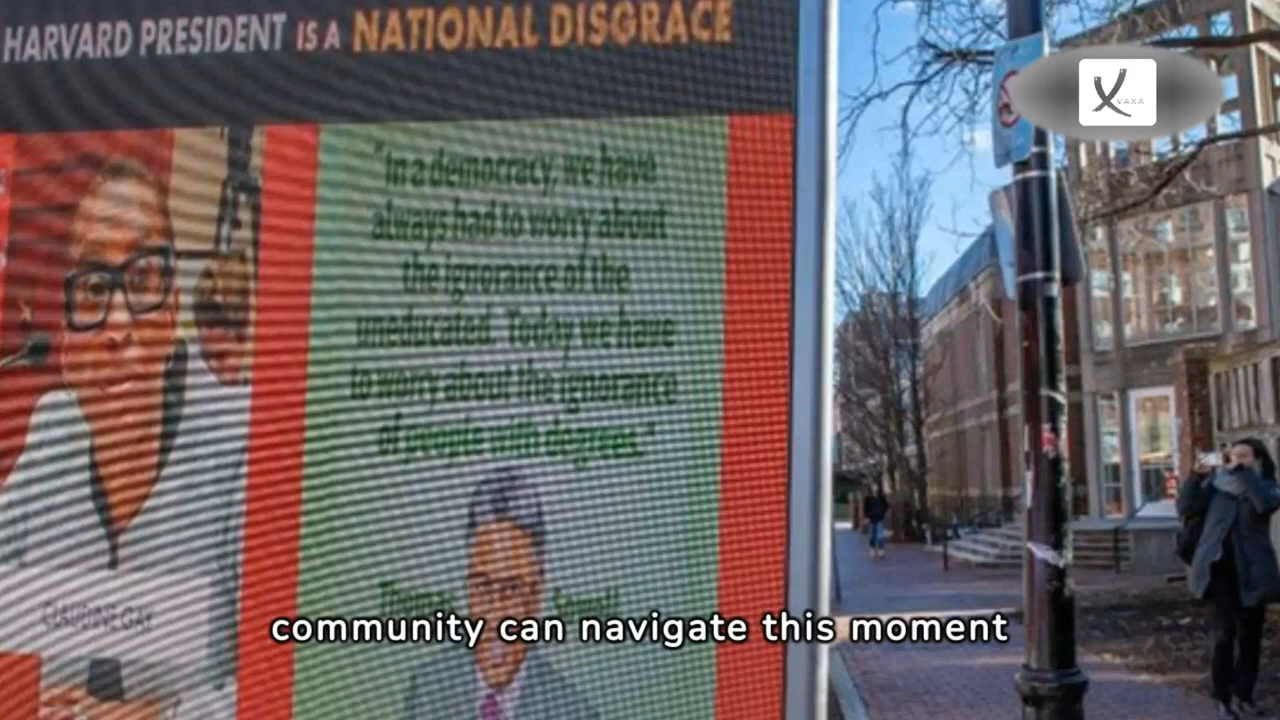 HARVARD PRESIDENT IS A NATIONAL DISGRACE
VAXA
"In a democracy, we have
always had to worry about
the ignorance of the
uneducated. Today we have
to worry about the ignorance
of people with degrees."
Thomas Sowell
CLAUDINE GAY
community can navigate this moment